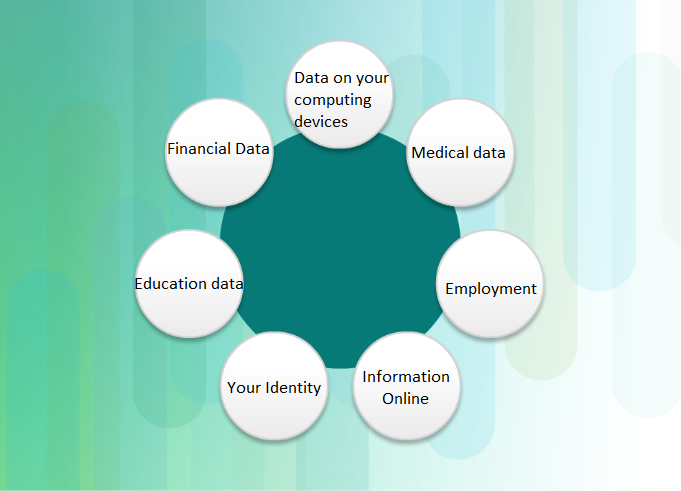 Data on your
computing
devices
Financial Data
Medical data
Education data
Employment
Your Identity
Information
Online